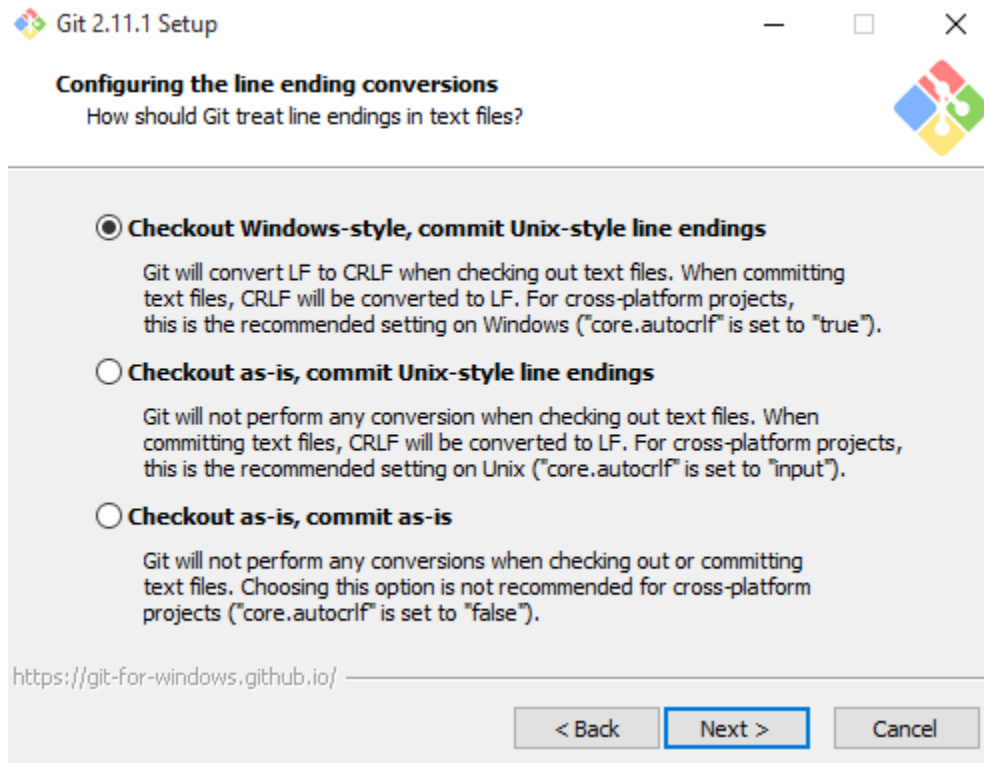 Git 2.11.1 Setup
Configuring the line ending conversions
How should Git treat line endings in text files?
Checkout Windows-style, commit Unix-style line endings
Git will convert LF to CRLF when checking out text files. When committing
text files, CRLF will be converted to LF. For cross-platform projects,
this is the recommended setting on Windows ("core.autocrlf" is set to "true").
Checkout as-is, commit Unix-style line endings
Git will not perform any conversion when checking out text files. When
committing text files, CRLF will be converted to LF. For cross-platform projects,
this is the recommended setting on Unix ("core.autocrlf" is set to "input").
Checkout as-is, commit as-is
Git will not perform any conversions when checking out or committing
text files. Choosing this option is not recommended for cross-platform
projects ("core.autocrlf" is set to "false").
https://git-for-windows.github.io/
< Back Next > Cancel